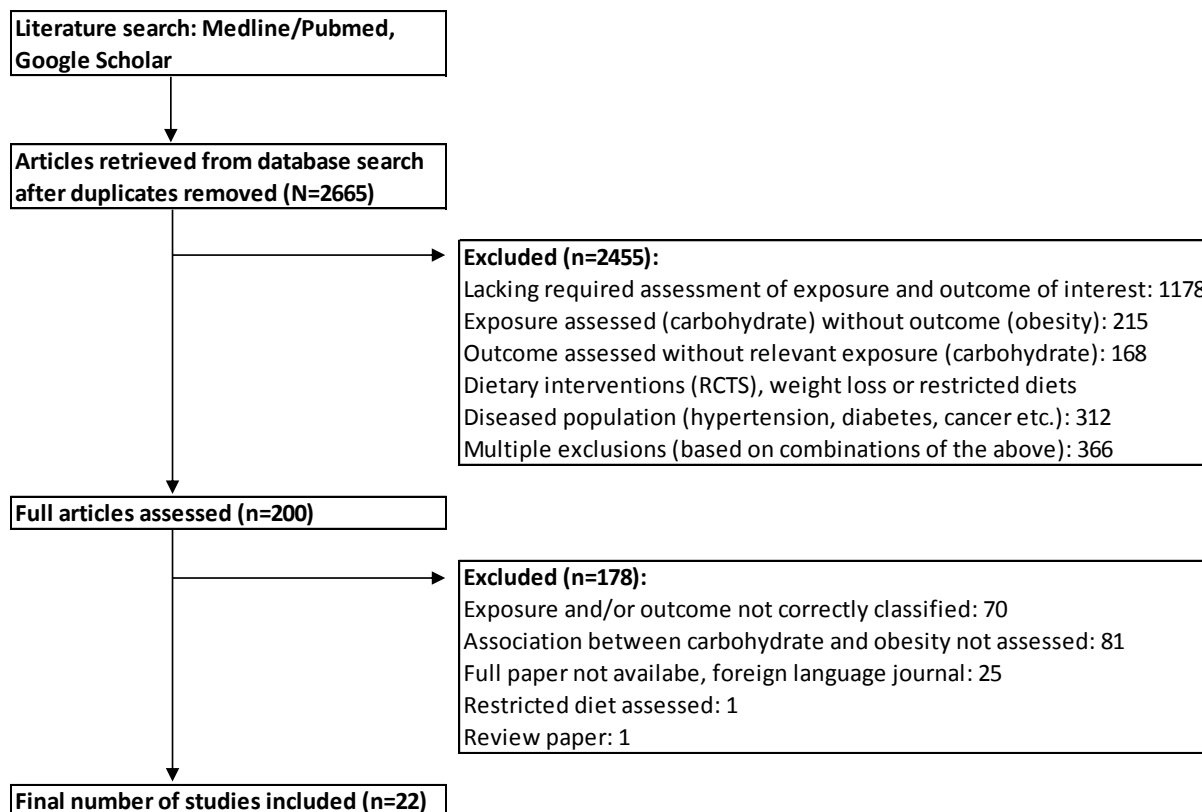 Literature search: Medline/Pubmed,
Google Scholar
Articles retrieved from database search
after duplicates removed (N=2665)
Excluded (n=2455):
Lacking required assessment of exposure and outcome of interest: 1178
Exposure assessed (carbohydrate) without outcome (obesity): 215
Outcome assessed without relevant exposure (carbohydrate): 168
Dietary interventions (RCTS), weight loss or restricted diets
Diseased population (hypertension, diabetes, cancer etc.): 312
Multiple exclusions (based on combinations of the above): 366
Full articles assessed (n=200)
Excluded (n=178):
Exposure and/or outcome not correctly classified: 70
Association between carbohydrate and obesity not assessed: 81
Full paper not availabe, foreign language journal: 25
Restricted diet assessed: 1
Review paper: 1
Final number of studies included (n=22)